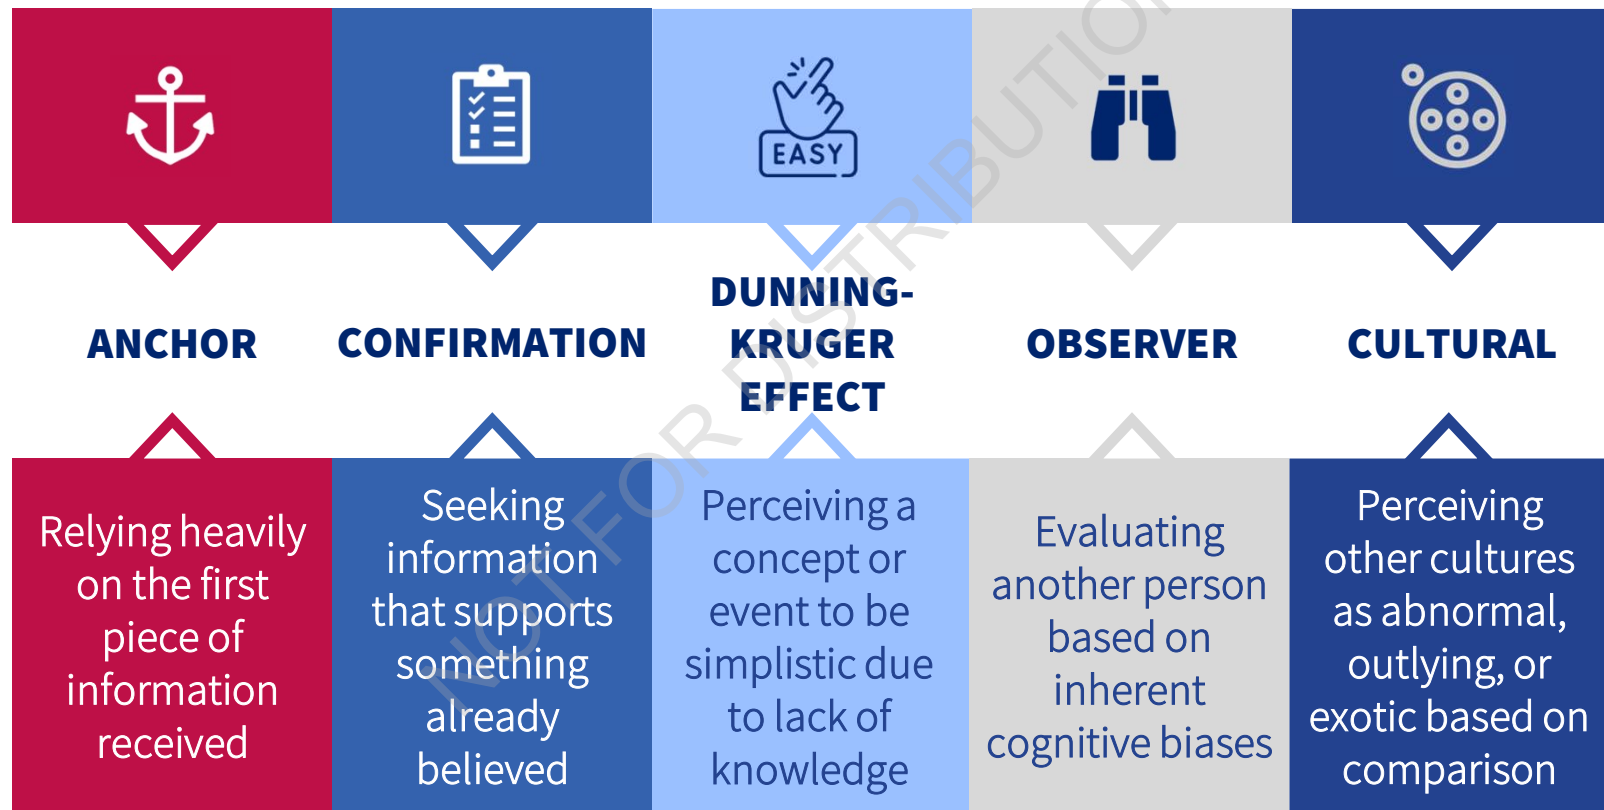 EASY
ANCHOR
CONFIRMATION
DUNNING-
KRUGER
EFFECT
OBSERVER
CULTURAL
Relying heavily
on the first
piece of
information
received
Seeking
information
that supports
something
already
believed
Perceiving a
concept or
event to be
simplistic due
to lack of
knowledge
Evaluating
another person
based on
inherent
cognitive biases
Perceiving
other cultures
as abnormal,
outlying, or
exotic based on
comparison
NOT FOR DISTRIBUTION